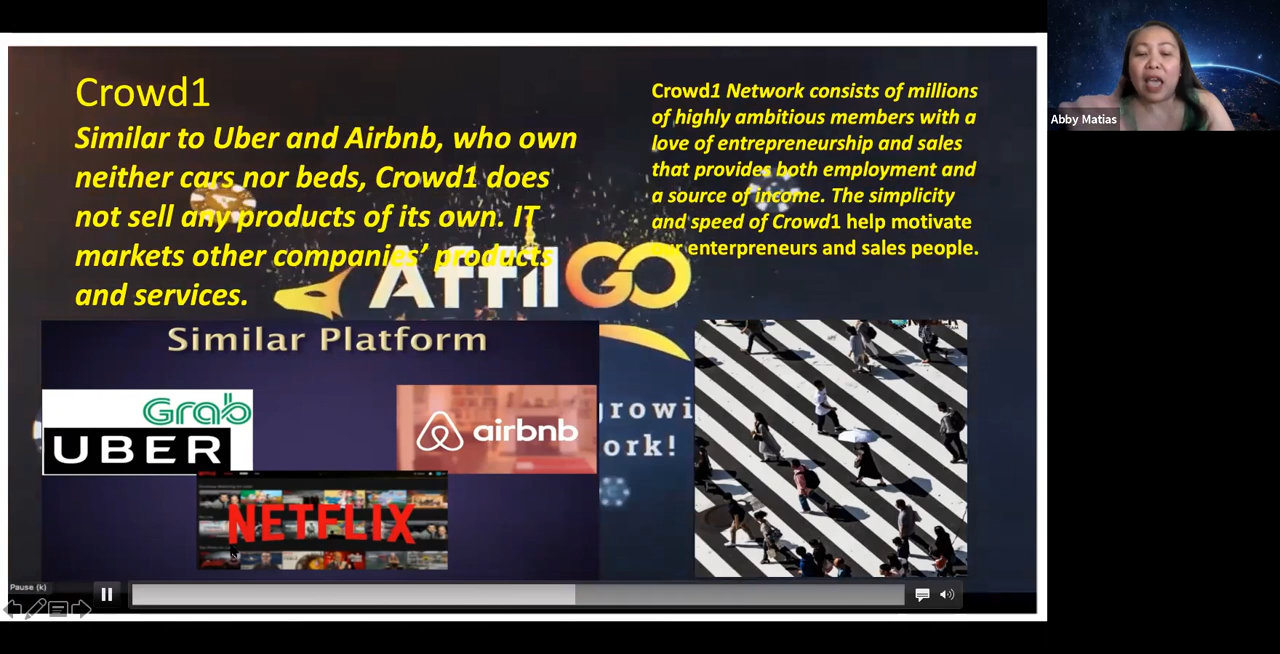 Crowd1
Similar to Uber and Airbnb, who own
neither cars nor beds, Crowd1 does
not sell any products of its own. IT
markets other companies’ products
and services.
Crowd1 Network consists of millions
of highly ambitious members with a
love of entrepreneurship and sales
that provides both employment and
a source of income. The simplicity
and speed of Crowd1 help motivate
enterpreneurs and sales people.
Abby Matias
AffilGO
Similar Platform
Grab
UBER
airbnb
NETFLIX
growi
ork!
Pause (k)